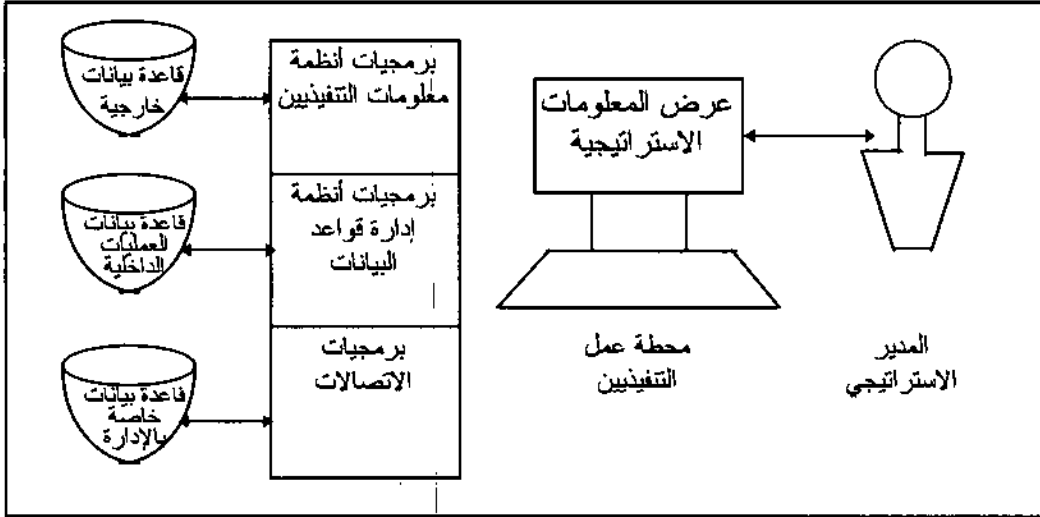 قاعدة بيانات
خارجية
برمجيات أنظمة
معلومات التنفيذيين
عرض المعلومات
الاستراتيجية
قاعدة بيانات
للعمليات
الداخلية
برمجيات أنظمة
إدارة قواعد
البيانات
قاعدة بيانات
خاصة
بالإدارة
برمجيات
الاتصالات
محطة عمل
التنفيذيين
المدير
الاستراتيجي